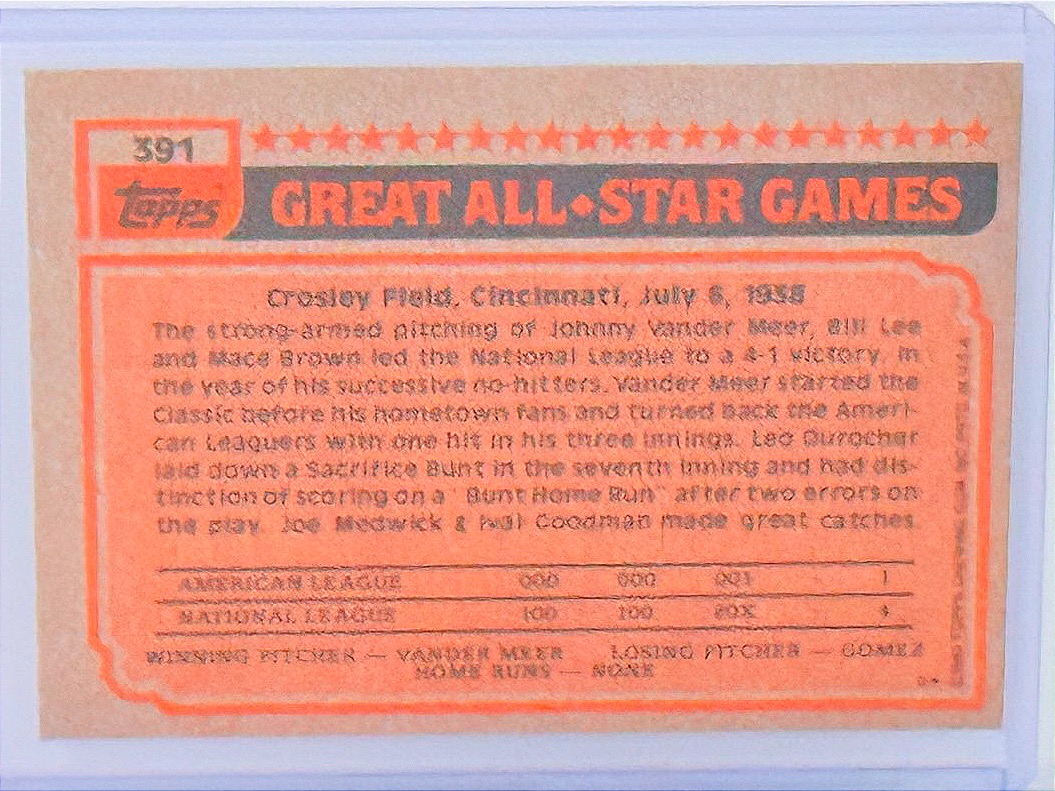 391
Topps
GREAT ALL-STAR GAMES
Crosley Field, Cincinnati, July 6, 1938
The strong-armed pitching of Johnny Vander Meer, Bill Lee
and Mace Brown led the National League to a 4-1 victory. In
the year of his successive no-hitters, Vander Meer started the
Classic before his hometown fans and turned back the Ameri-
can Leaguers with one hit in his three innings. Leo Durocher
laid down a Sacrifice Bunt in the seventh inning and had dis-
tinction of scoring on a "Bunt Home Run" after two errors on
the play. Joe Medwick & Ival Goodman made great catches.
AMERICAN LEAGUE 000 000 001 1
NATIONAL LEAGUE 100 100 20X 4
WINNING PITCHER — VANDER MEER LOSING PITCHER — GOMEZ
HOME RUNS — NONE